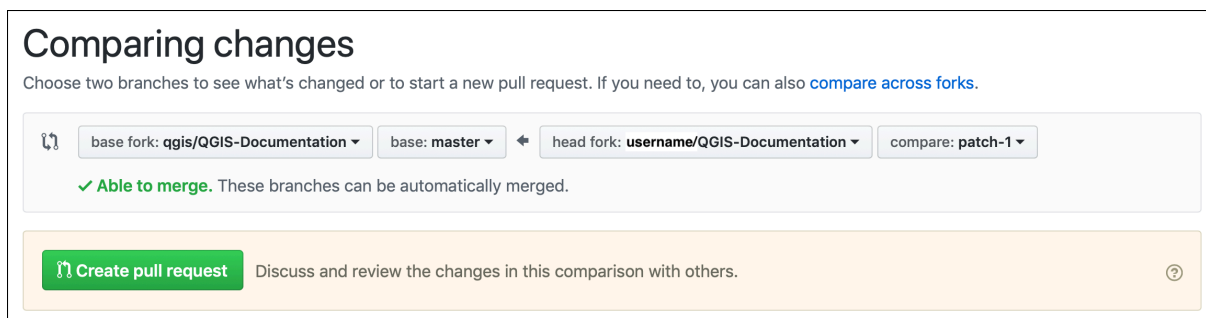 Comparing changes
Choose two branches to see what's changed or to start a new pull request. If you need to, you can also compare across forks.
base fork: qgis/QGIS-Documentation base: master head fork: username/QGIS-Documentation compare: patch-1
Able to merge. These branches can be automatically merged.
Create pull request Discuss and review the changes in this comparison with others. ?